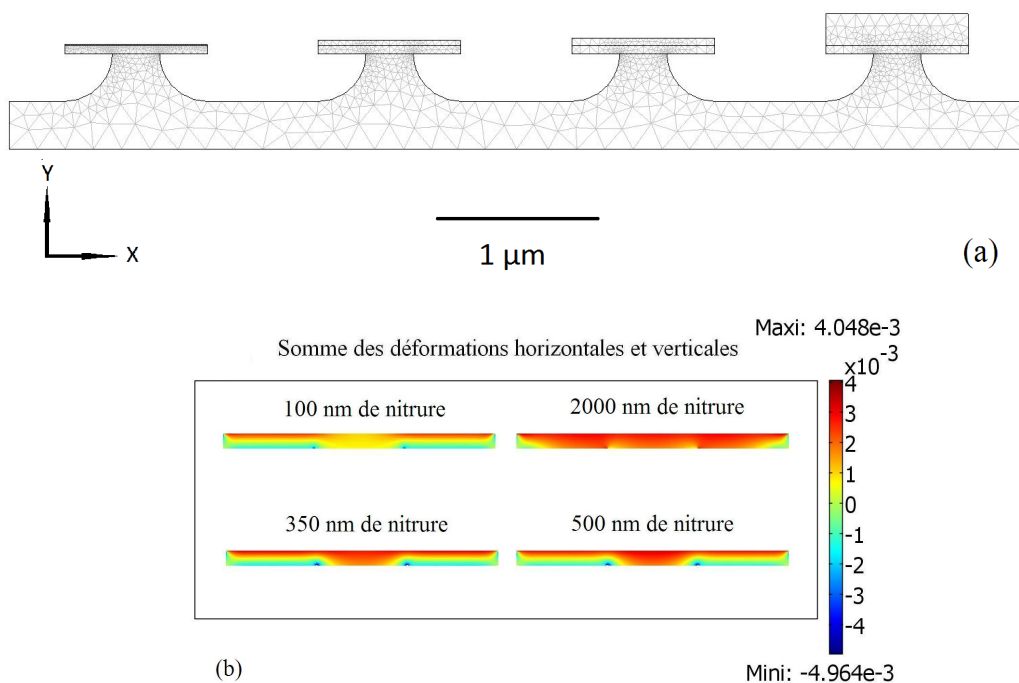 Y
X
1 µm
(a)
Maxi: 4.048e-3
Somme des déformations horizontales et verticales
x10-3
100 nm de nitrure
2000 nm de nitrure
350 nm de nitrure
500 nm de nitrure
4
3
2
1
0
-1
-2
-3
-4
(b)
Mini: -4.964e-3